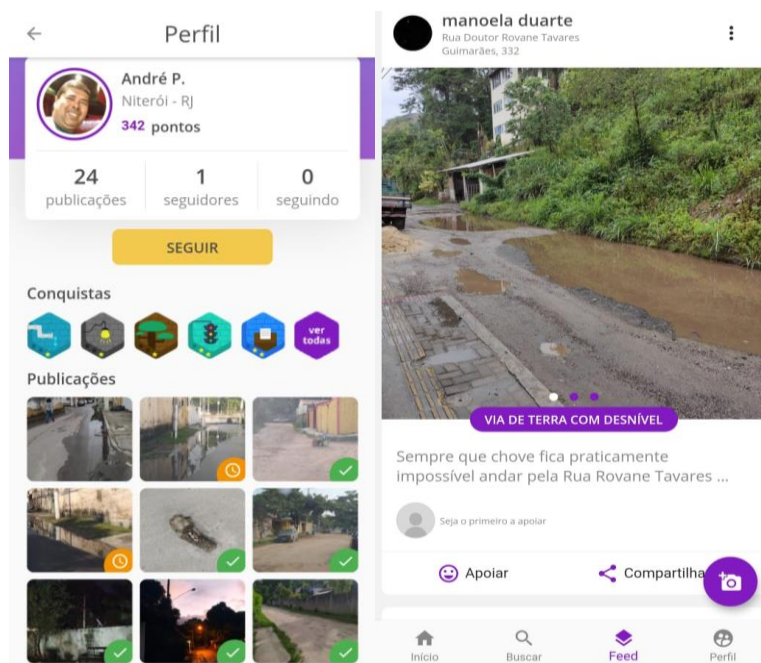 Perfil
André P.
Niterói - RJ
342 pontos
24
publicações
1
seguidores
0
seguindo
SEGUIR
Conquistas
ver
todas
Publicações
manoela duarte
Rua Doutor Rovane Tavares
Guimarães, 332
VIA DE TERRA COM DESNÍVEL
Sempre que chove fica praticamente
impossível andar pela Rua Rovane Tavares ...
Seja o primeiro a apoiar
Apoiar
Compartilha
Início
Buscar
Feed
Perfil